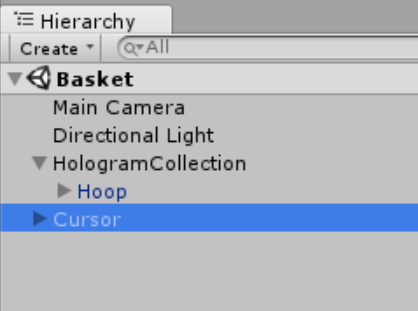 Hierarchy
Create All
Basket
Main Camera
Directional Light
HologramCollection
Hoop
Cursor